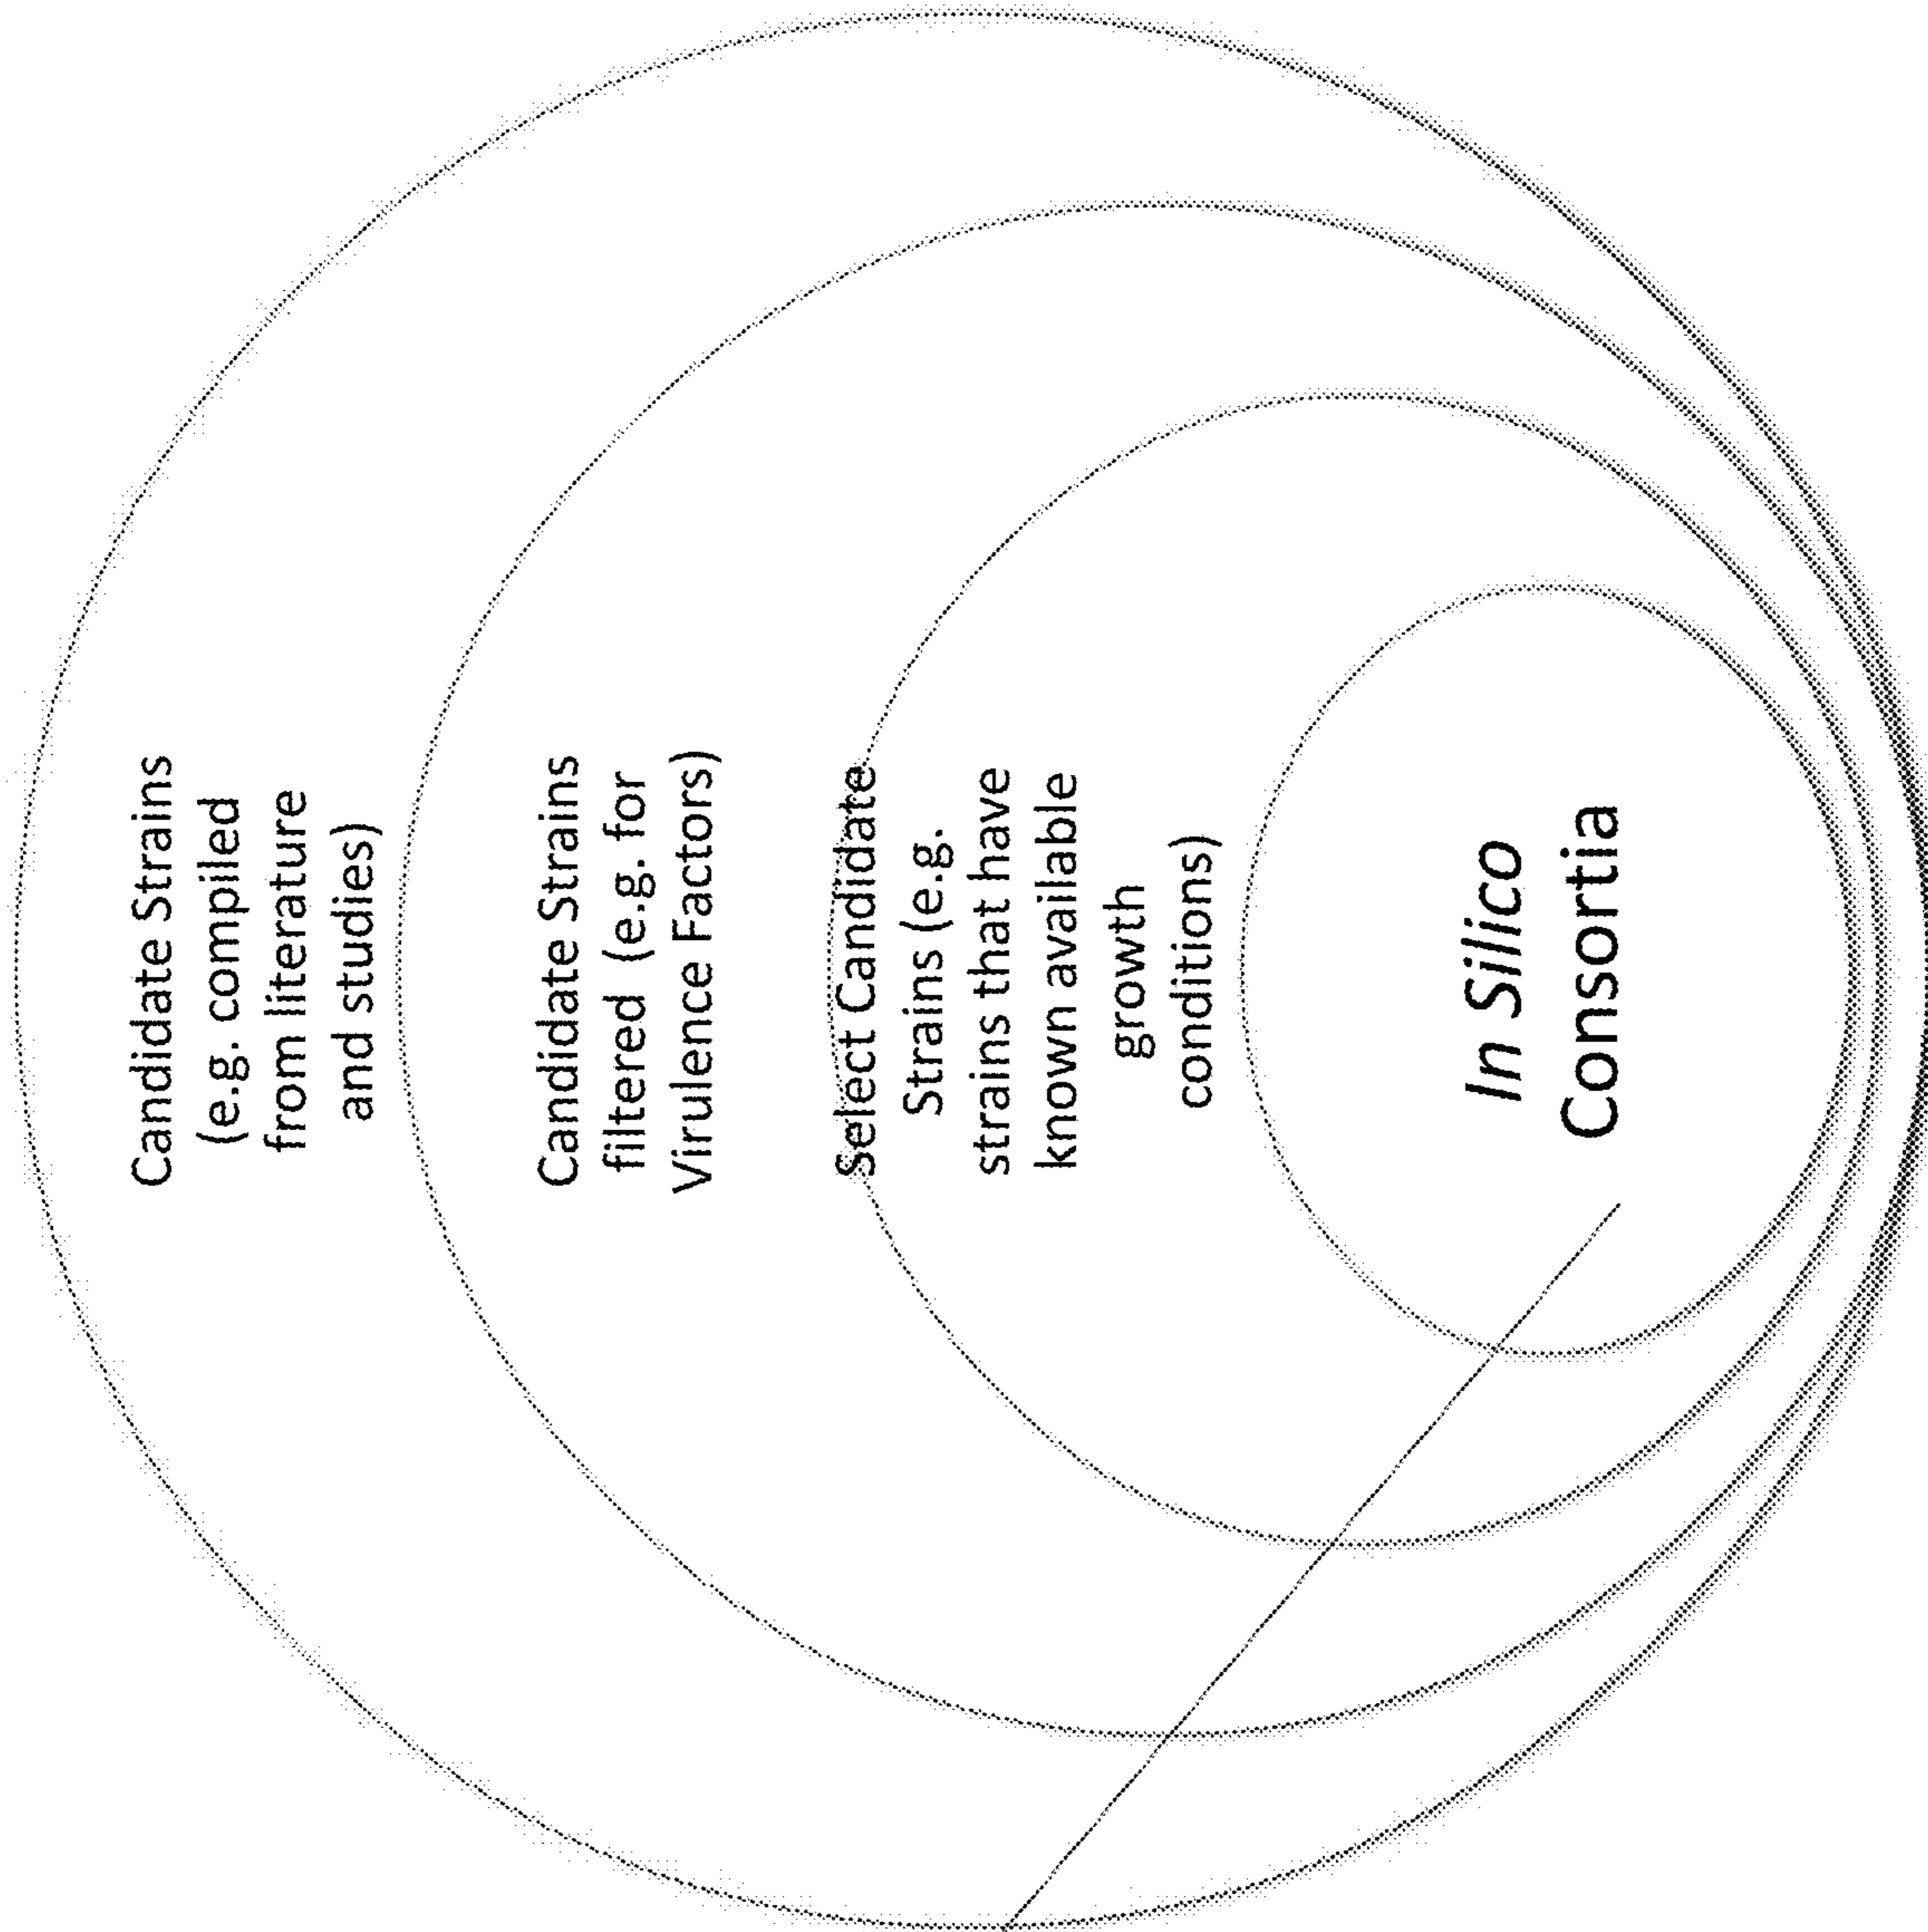 Candidate Strains
(e.g. compiled
from literature
and studies)
Candidate Strains
filtered (e.g. for
Virulence Factors)
Select Candidate
Strains (e.g.
strains that have
known available
growth
conditions)
In Silico
Consortia